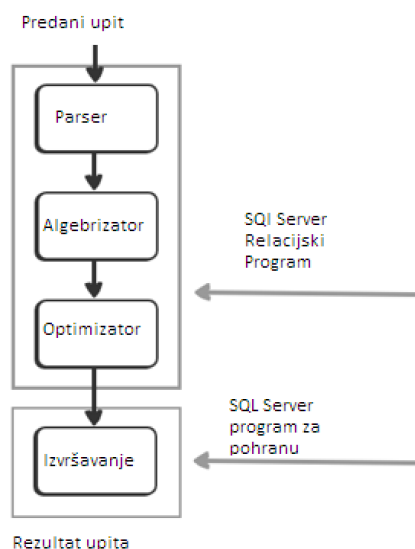 Predani upit
Parser
Algebrizator
SQl Server
Relacijski
Program
Optimizator
SQL Server
program za
pohranu
Izvršavanje
Rezultat upita